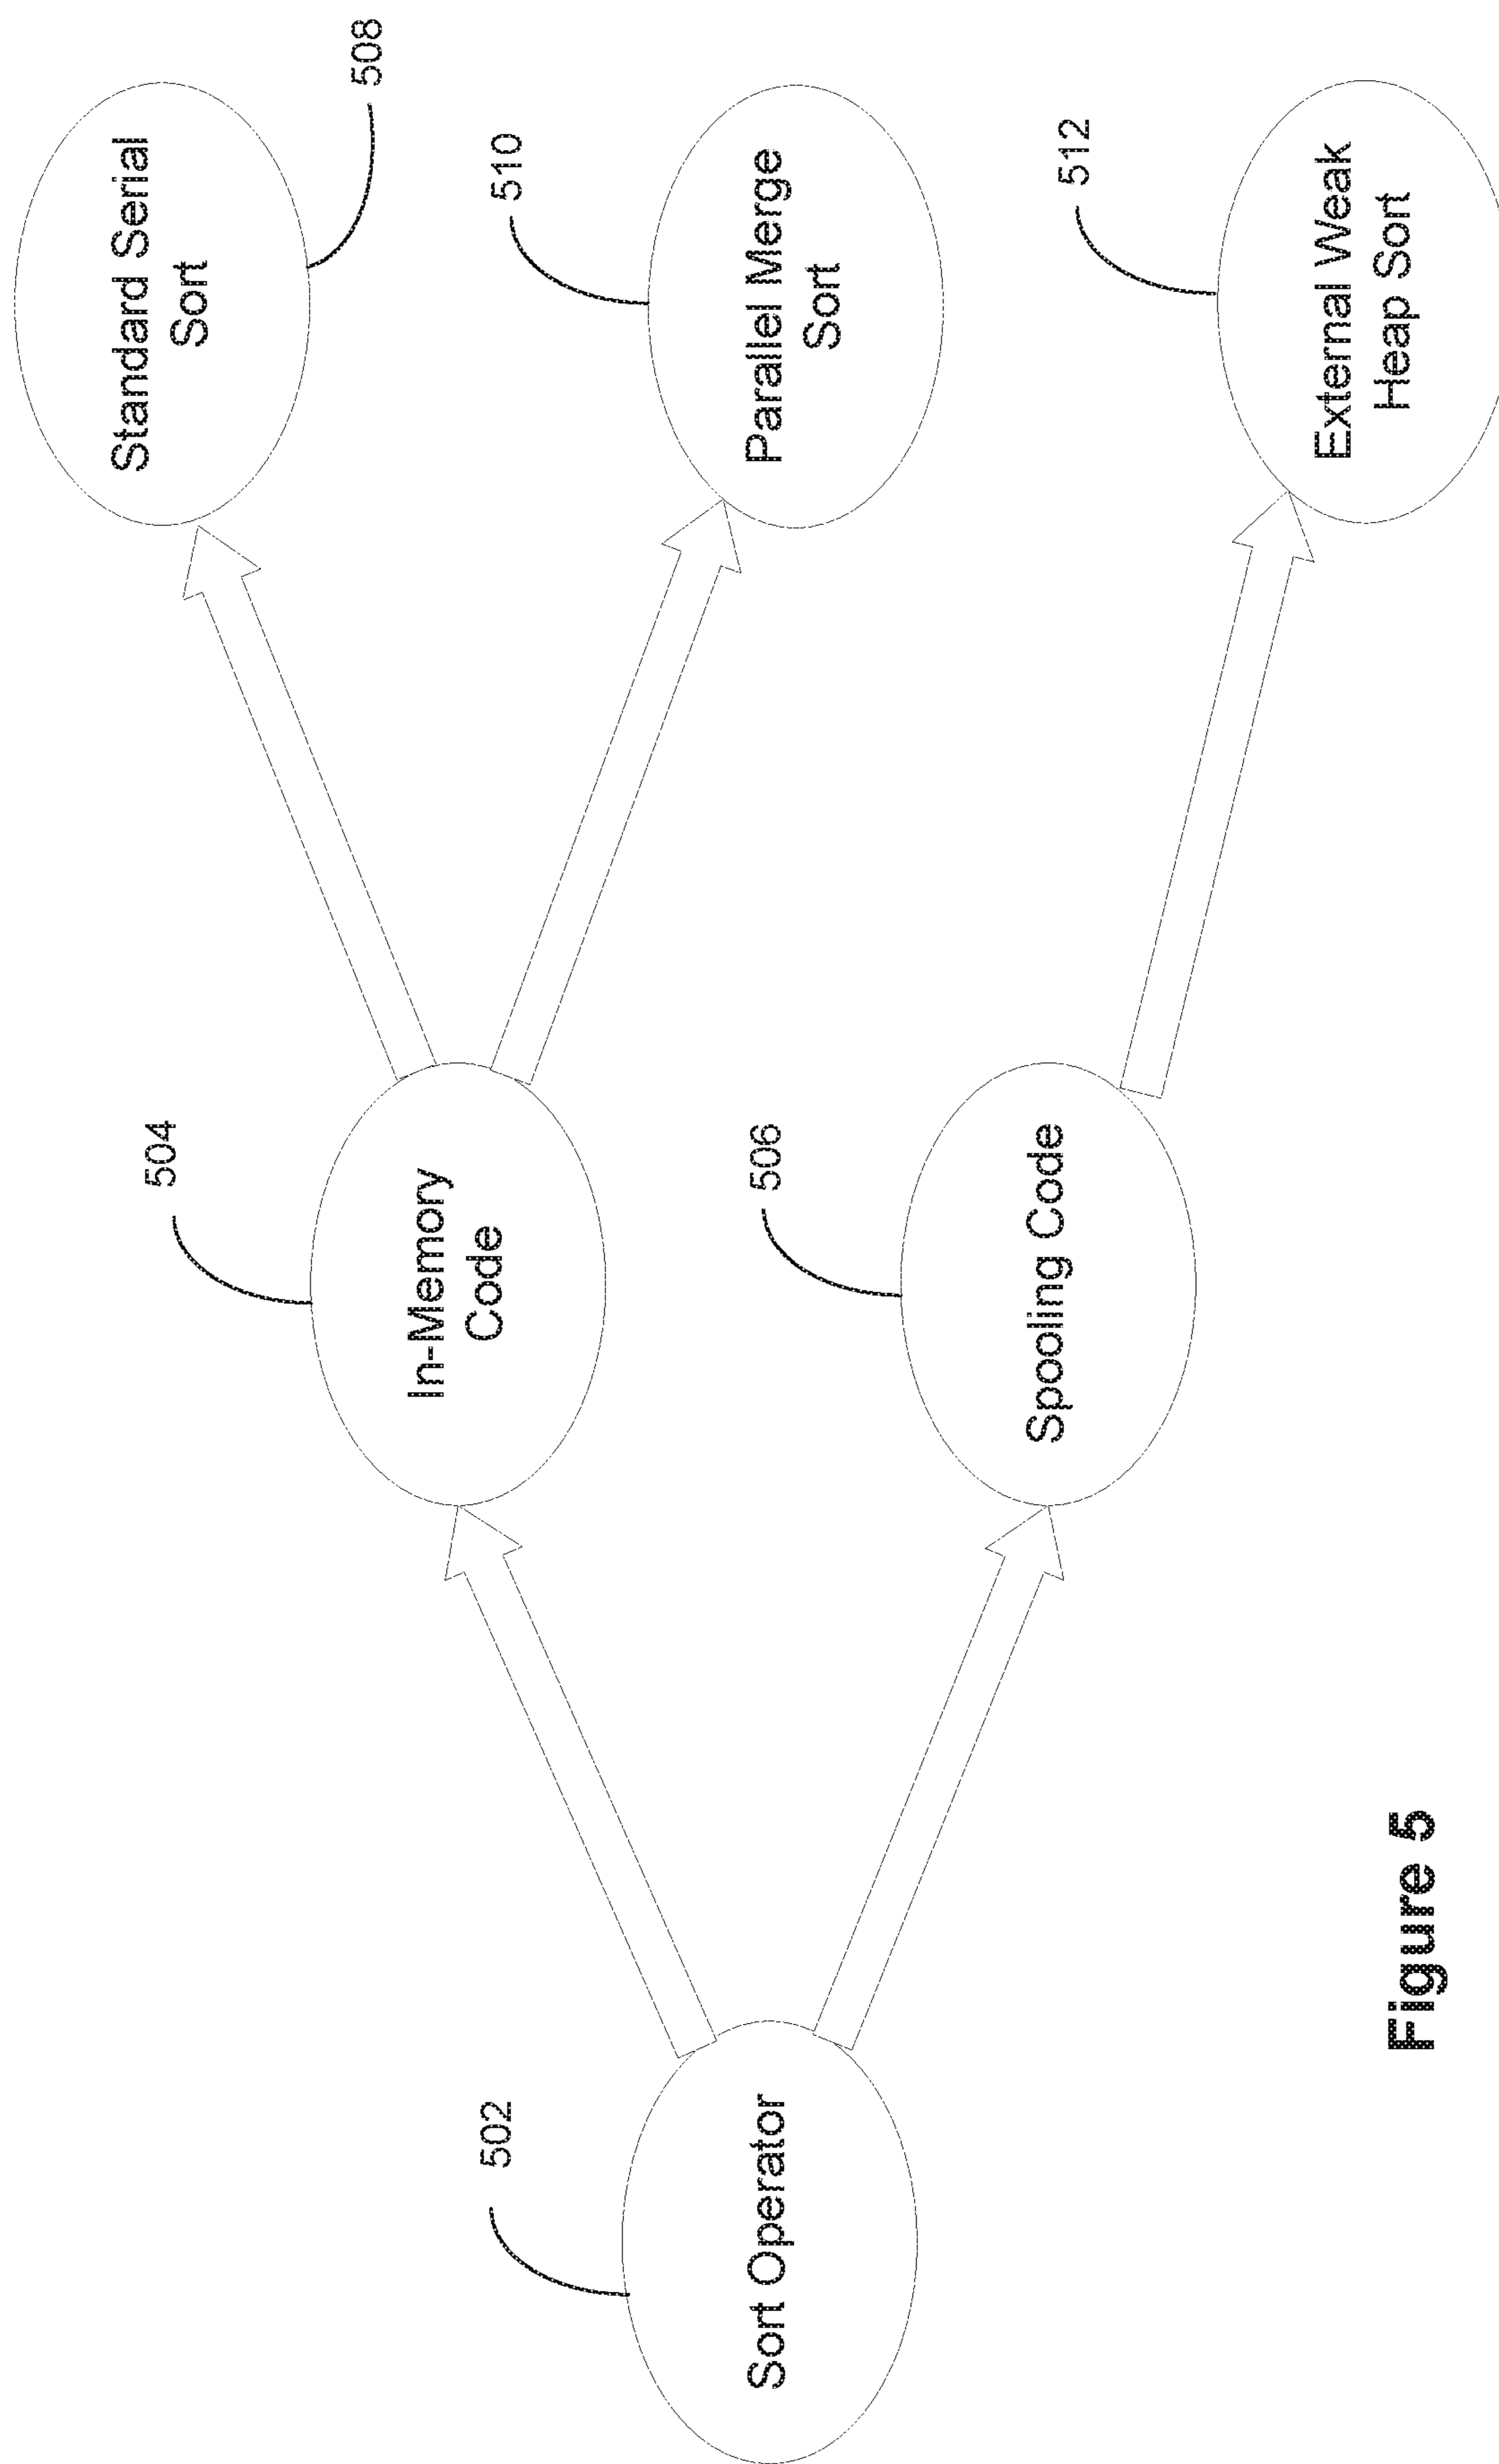 502
Sort Operator
504
In-Memory
Code
506
Spooling Code
508
Standard Serial
Sort
510
Parallel Merge
Sort
512
External Weak
Heap Sort
Figure 5